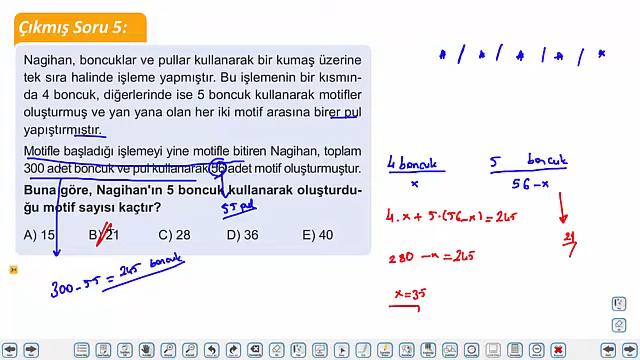 Çıkmış Soru 5:
Nagihan, boncuklar ve pullar kullanarak bir kumaş üzerine
tek sıra halinde işleme yapmıştır. Bu işlemenin bir kısmın-
da 4 boncuk, diğerlerinde ise 5 boncuk kullanarak motifler
oluşturmuş ve yan yana olan her iki motif arasına birer pul
yapıştırmıştır.
Motifle başladığı işlemeyi yine motifle bitiren Nagihan, toplam
300 adet boncuk ve pul kullanarak 56 adet motif oluşturmuştur.
Buna göre, Nagihan'ın 5 boncuk kullanarak oluşturdu-
ğu motif sayısı kaçtır?
A) 15 B) 21 C) 28 D) 36 E) 40
55 pul
300-55 = 245 boncuk
* / * / * / * / *
4 boncuk 5 boncuk
x 56-x
4.x + 5.(56-x) = 245
21
280 -x = 245
x=35